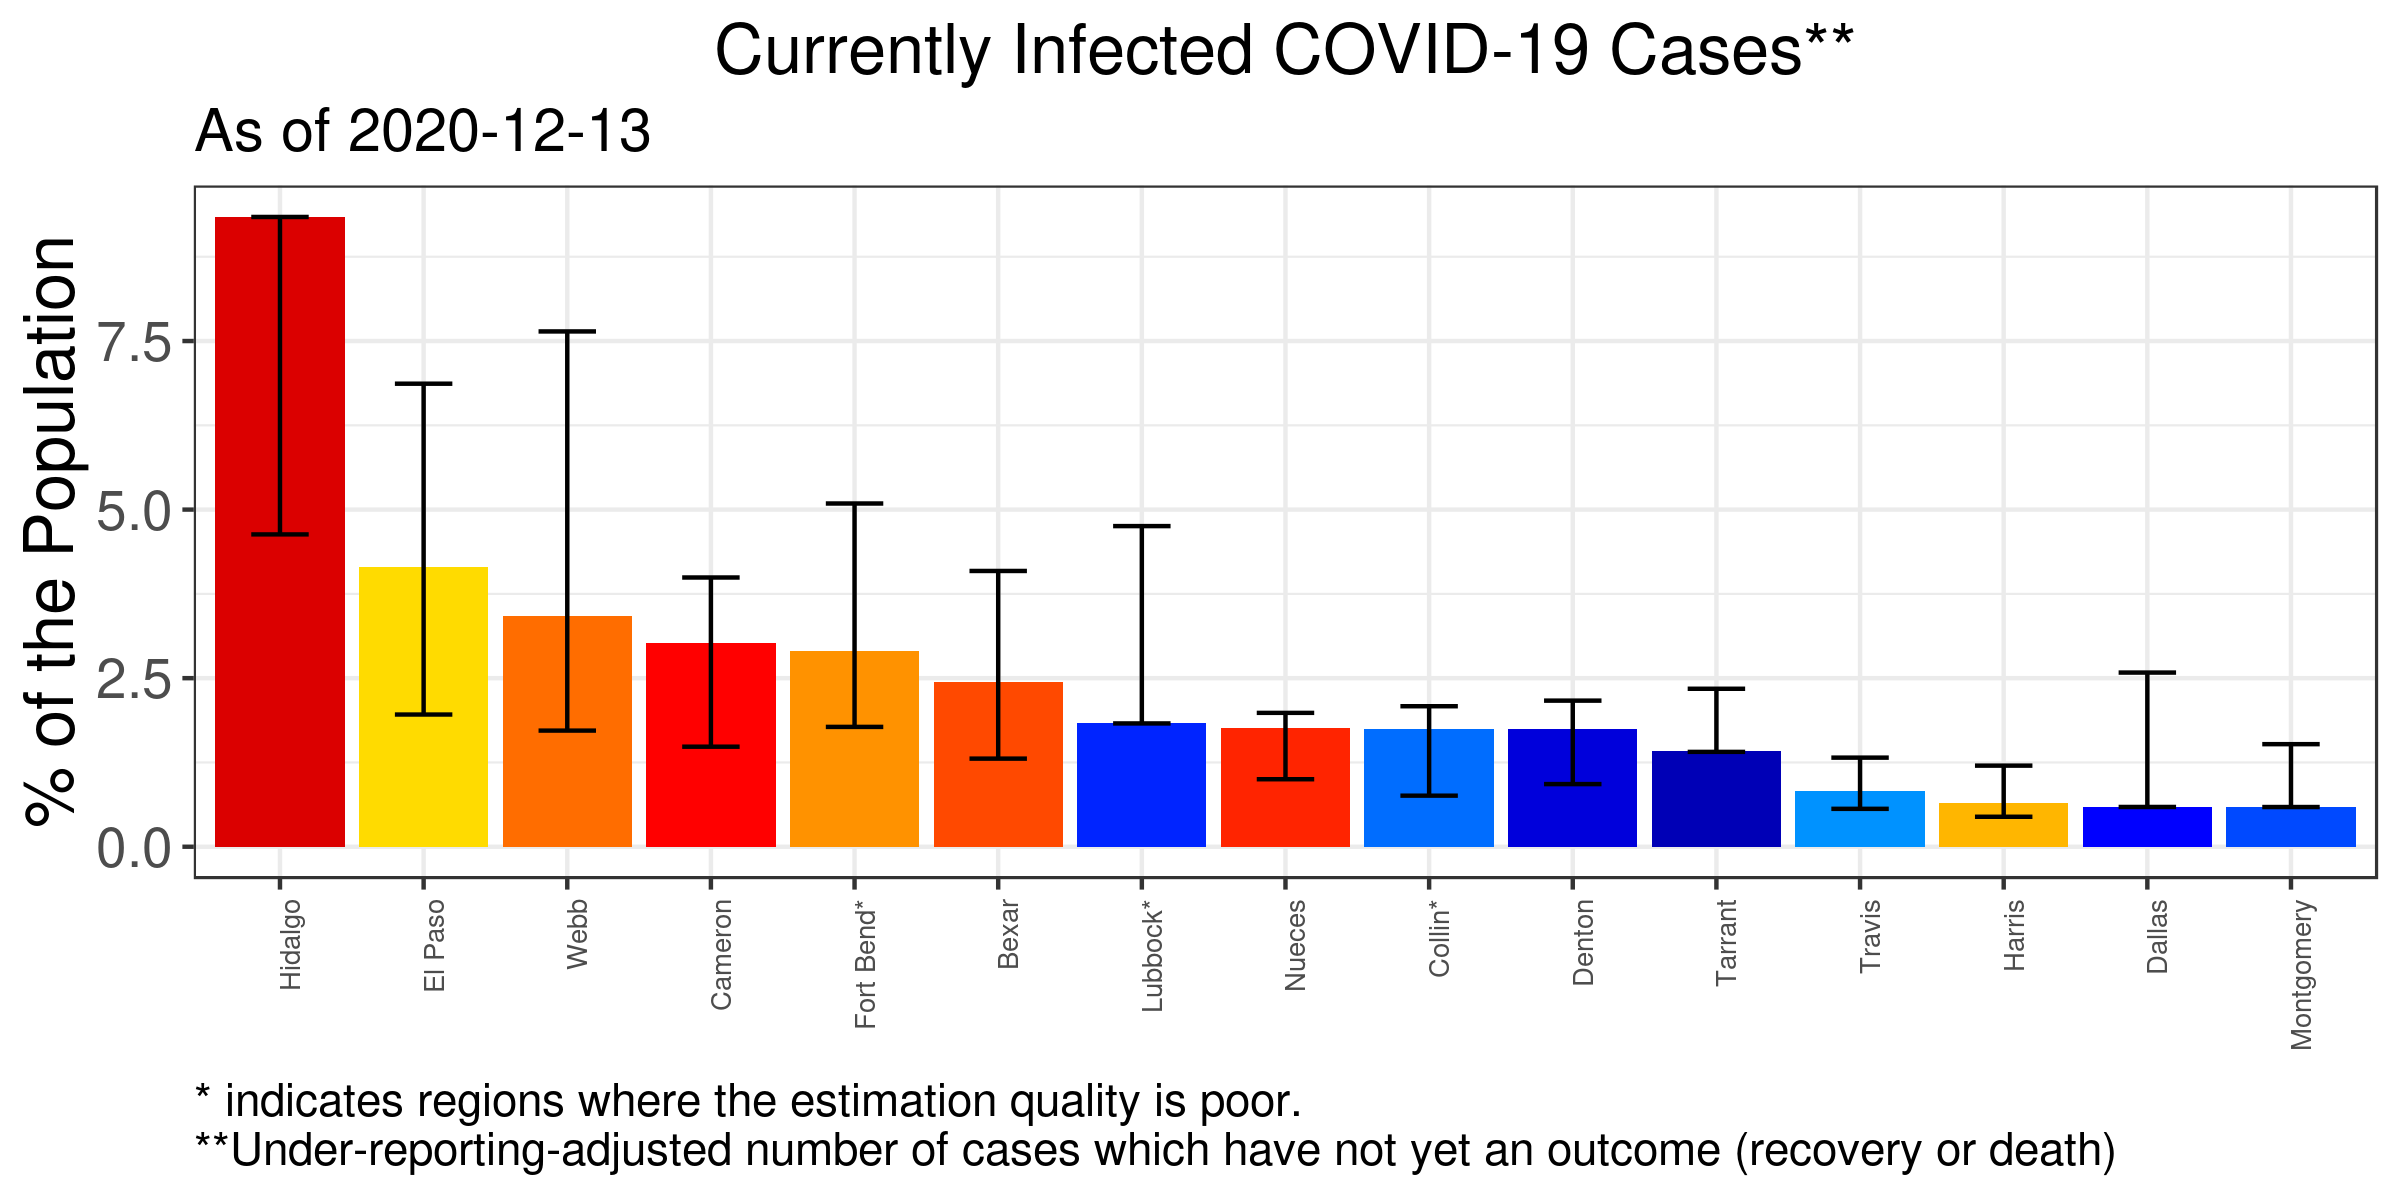 Currently Infected COVID-19 Cases**
As of 2020-12-13
% of the Population
7.5
5.0
2.5
0.0
Hidalgo
El Paso
Webb
Cameron
Fort Bend*
Bexar
Lubbock*
Nueces
Collin*
Denton
Tarrant
Travis
Harris
Dallas
Montgomery
* indicates regions where the estimation quality is poor.
**Under-reporting-adjusted number of cases which have not yet an outcome (recovery or death)